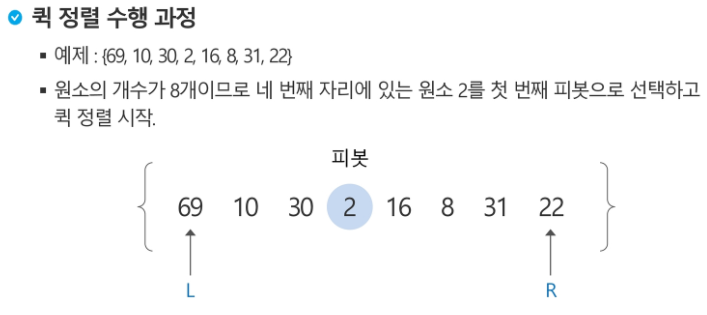 퀵 정렬 수행 과정
예제 : {69, 10, 30, 2, 16, 8, 31, 22}
원소의 개수가 8개이므로 네 번째 자리에 있는 원소 2를 첫 번째 피봇으로 선택하고
퀵 정렬 시작.
피봇
{ 69 10 30 2 16 8 31 22 }
L R